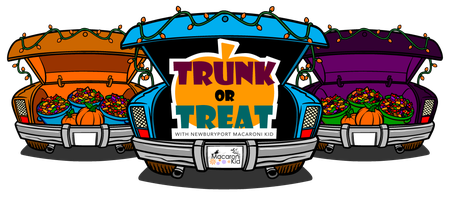 TRUNK
OR
TREAT
WITH NEWBURYPORT MACARONI KID
Macaroni
Kid